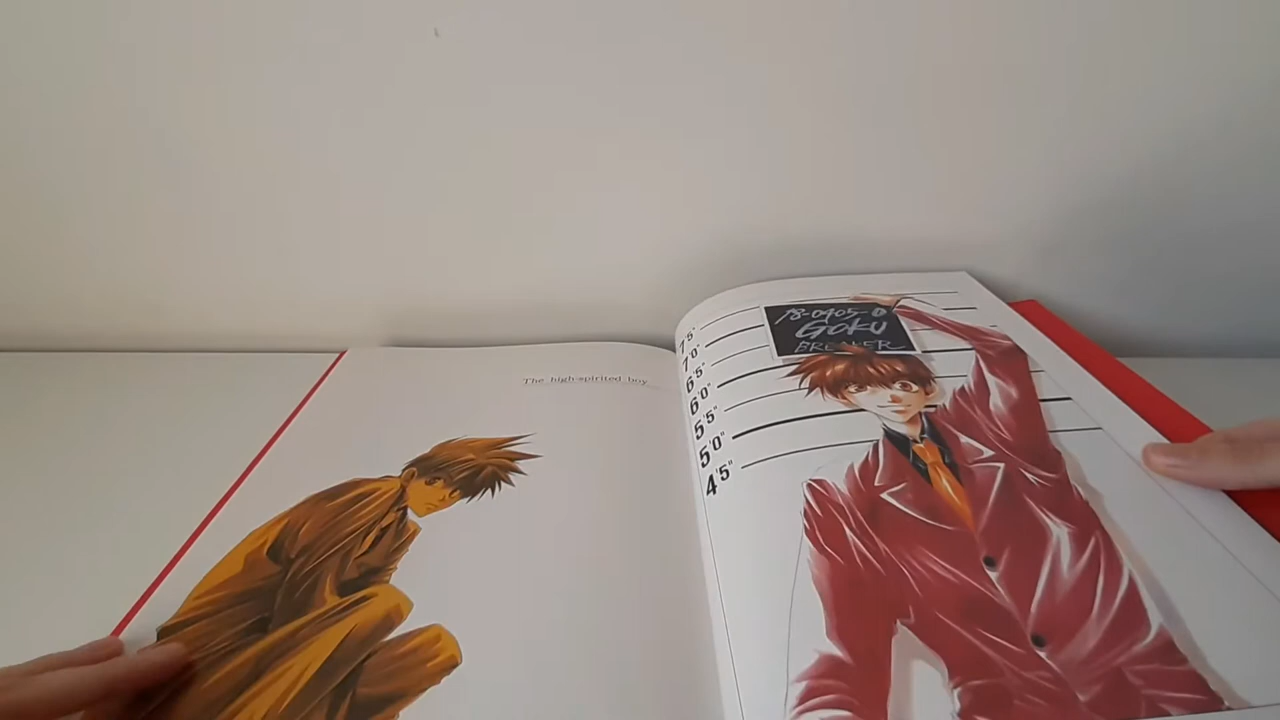 The high-spirited boy
18-0405-0
GOKU
BREAKER
7'5"
7'0"
6'5"
6'0"
5'5"
5'0"
4'5"